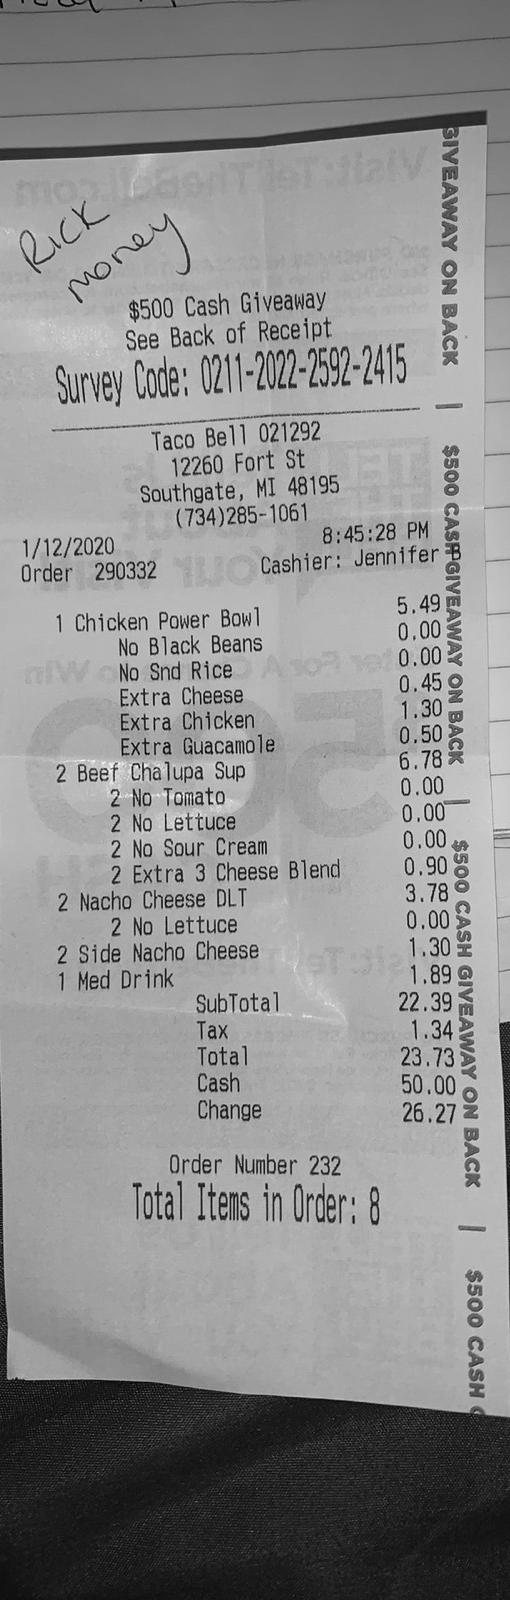 Rick
money
$500 Cash Giveaway
See Back of Receipt
Survey Code: 0211-2022-2592-2415
Taco Bell 021292
12260 Fort St
Southgate, MI 48195
(734)285-1061
1/12/2020 8:45:28 PM
Order 290332 Cashier: Jennifer B
1 Chicken Power Bowl 5.49
No Black Beans 0.00
No Snd Rice 0.00
Extra Cheese 0.45
Extra Chicken 1.30
Extra Guacamole 0.50
2 Beef Chalupa Sup 6.78
2 No Tomato 0.00
2 No Lettuce 0.00
2 No Sour Cream 0.00
2 Extra 3 Cheese Blend 0.90
2 Nacho Cheese DLT 3.78
2 No Lettuce 0.00
2 Side Nacho Cheese 1.30
1 Med Drink 1.89
SubTotal 22.39
Tax 1.34
Total 23.73
Cash 50.00
Change 26.27
Order Number 232
Total Items in Order: 8
GIVEAWAY ON BACK | $500 CASH GIVEAWAY ON BACK | $500 CASH GIVEAWAY ON BACK | $500 CASH